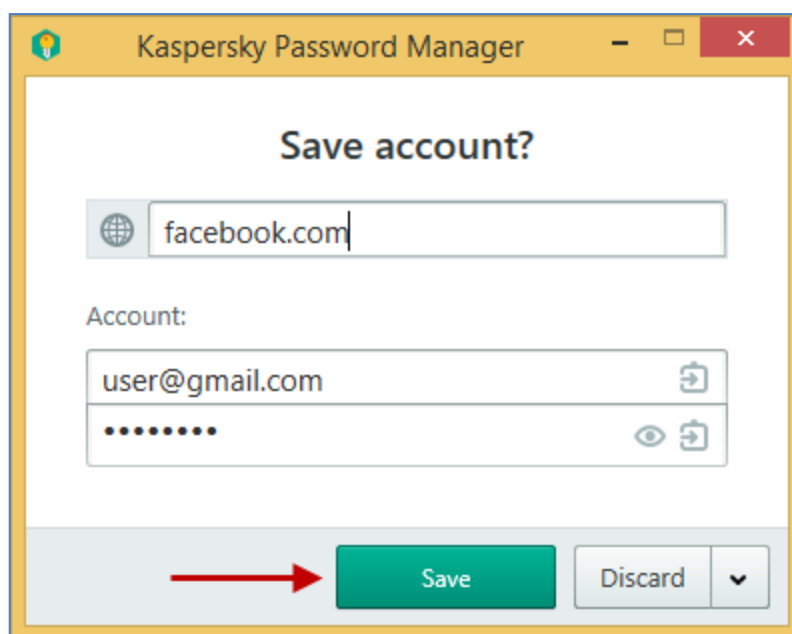 Kaspersky Password Manager
Save account?
facebook.com
Account:
user@gmail.com
••••••••
Save Discard